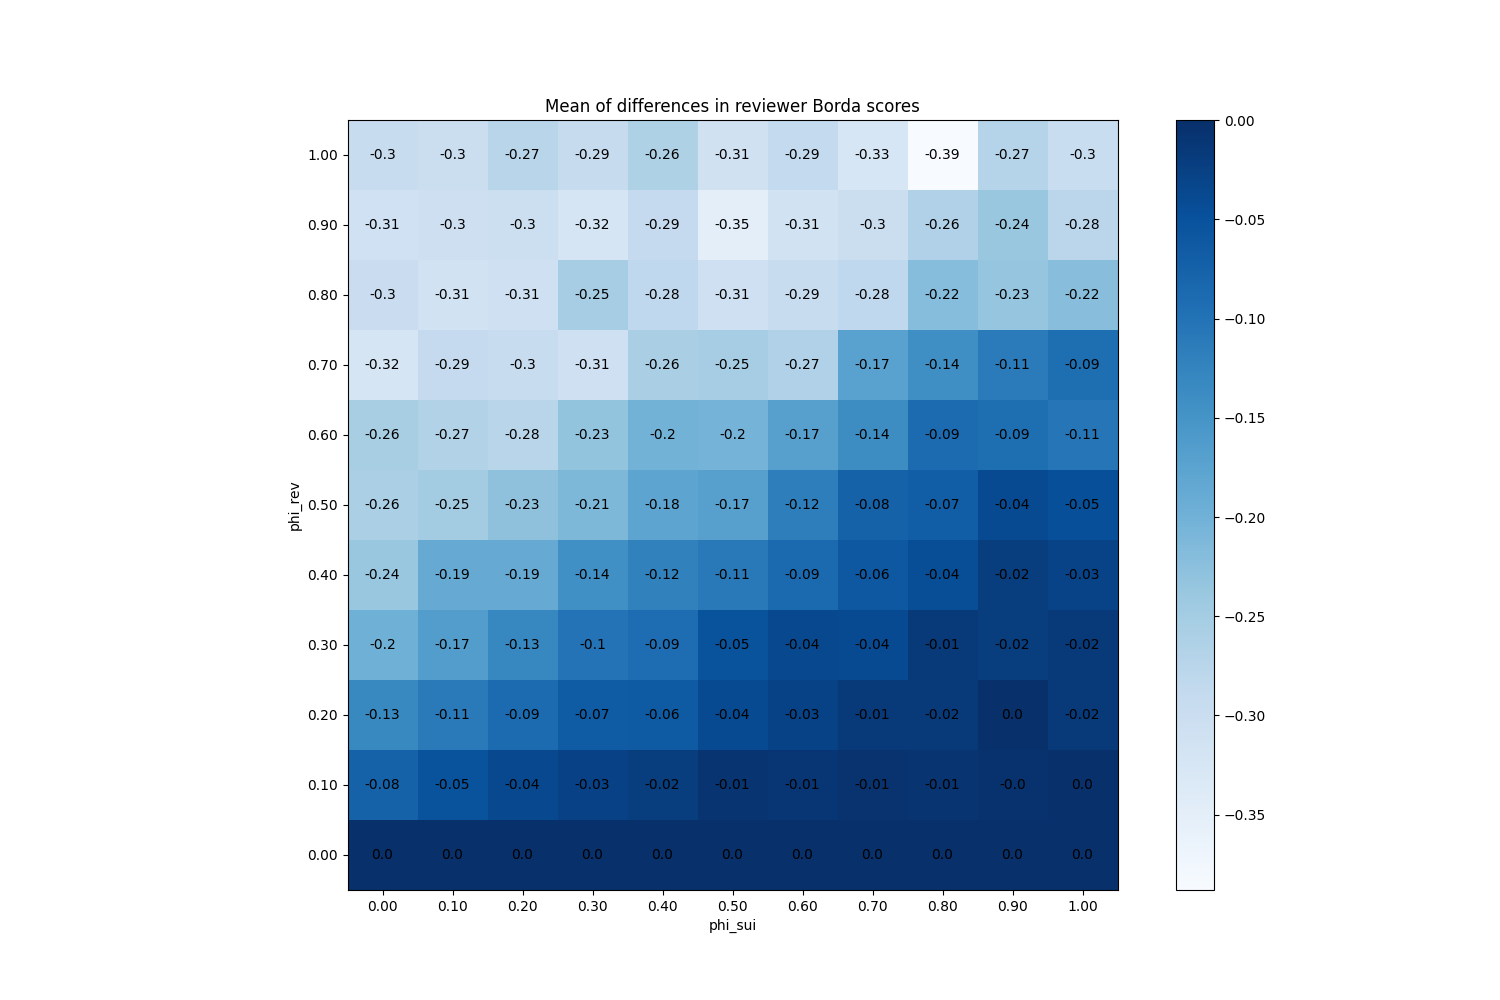 Mean of differences in reviewer Borda scores
1.00 -0.3 -0.3 -0.27 -0.29 -0.26 -0.31 -0.29 -0.33 -0.39 -0.27 -0.3
0.90 -0.31 -0.3 -0.3 -0.32 -0.29 -0.35 -0.31 -0.3 -0.26 -0.24 -0.28
0.80 -0.3 -0.31 -0.31 -0.25 -0.28 -0.31 -0.29 -0.28 -0.22 -0.23 -0.22
0.70 -0.32 -0.29 -0.3 -0.31 -0.26 -0.25 -0.27 -0.17 -0.14 -0.11 -0.09
0.60 -0.26 -0.27 -0.28 -0.23 -0.2 -0.2 -0.17 -0.14 -0.09 -0.09 -0.11
0.50 -0.26 -0.25 -0.23 -0.21 -0.18 -0.17 -0.12 -0.08 -0.07 -0.04 -0.05
0.40 -0.24 -0.19 -0.19 -0.14 -0.12 -0.11 -0.09 -0.06 -0.04 -0.02 -0.03
0.30 -0.2 -0.17 -0.13 -0.1 -0.09 -0.05 -0.04 -0.04 -0.01 -0.02 -0.02
0.20 -0.13 -0.11 -0.09 -0.07 -0.06 -0.04 -0.03 -0.01 -0.02 0.0 -0.02
0.10 -0.08 -0.05 -0.04 -0.03 -0.02 -0.01 -0.01 -0.01 -0.01 -0.0 0.0
0.00 0.0 0.0 0.0 0.0 0.0 0.0 0.0 0.0 0.0 0.0 0.0
0.00 0.10 0.20 0.30 0.40 0.50 0.60 0.70 0.80 0.90 1.00
phi_sui
phi_rev
0.00
−0.05
−0.10
−0.15
−0.20
−0.25
−0.30
−0.35